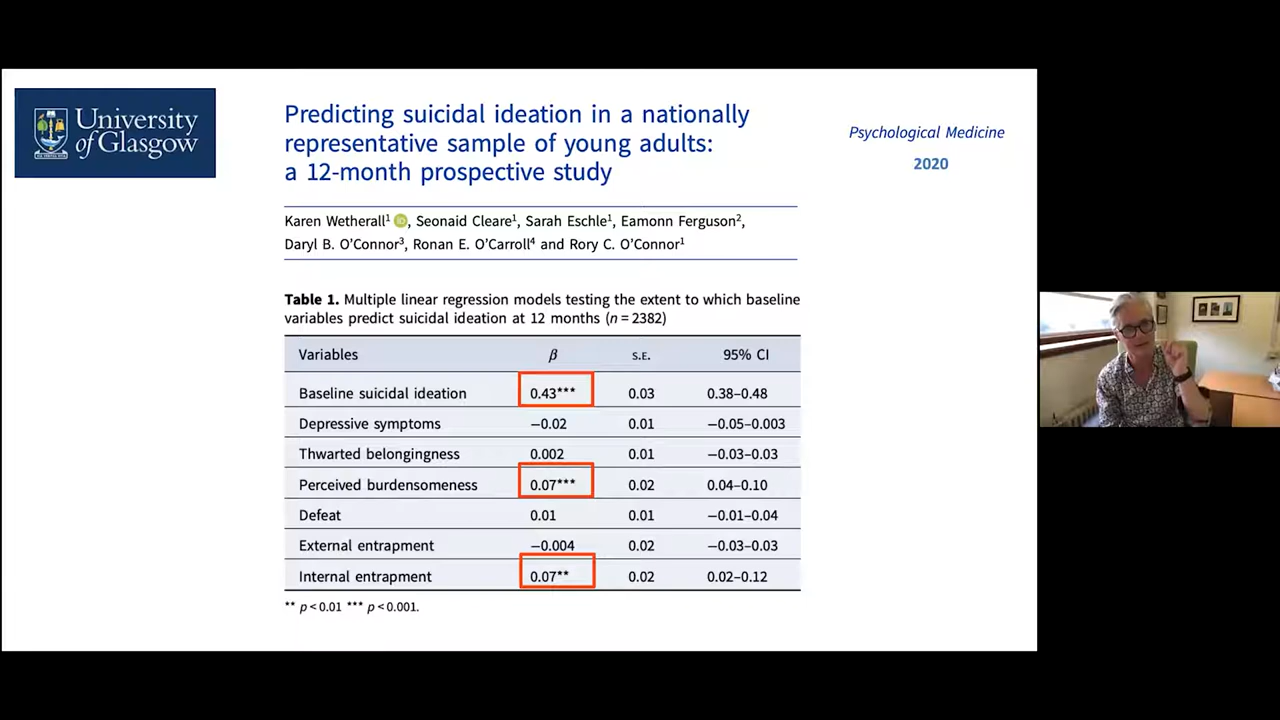 University
of Glasgow
Predicting suicidal ideation in a nationally
representative sample of young adults:
a 12-month prospective study
Psychological Medicine
2020
Karen Wetherall¹ iD, Seonaid Cleare¹, Sarah Eschle¹, Eamonn Ferguson²,
Daryl B. O’Connor³, Ronan E. O’Carroll⁴ and Rory C. O’Connor¹
Table 1. Multiple linear regression models testing the extent to which baseline
variables predict suicidal ideation at 12 months (n = 2382)
Variables β S.E. 95% CI
Baseline suicidal ideation 0.43*** 0.03 0.38–0.48
Depressive symptoms −0.02 0.01 −0.05–0.003
Thwarted belongingness 0.002 0.01 −0.03–0.03
Perceived burdensomeness 0.07*** 0.02 0.04–0.10
Defeat 0.01 0.01 −0.01–0.04
External entrapment −0.004 0.02 −0.03–0.03
Internal entrapment 0.07** 0.02 0.02–0.12
** p < 0.01 *** p < 0.001.